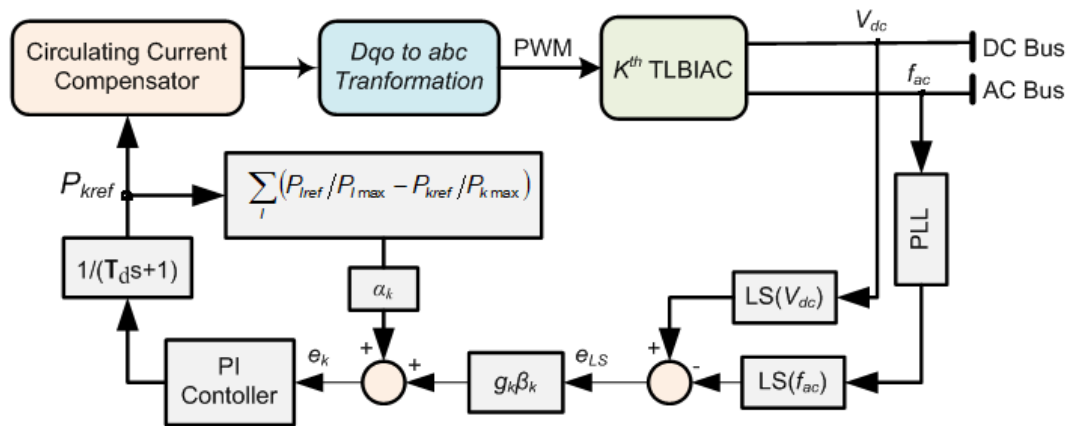 Circulating Current
Compensator
Dqo to abc
Tranformation
PWM
K^th TLBIAC
V_dc
DC Bus
f_ac
AC Bus
P_kref
∑_l (P_lref/P_l max − P_kref/P_k max)
PLL
1/(T_ds+1)
α_k
LS(V_dc)
+
+
+
-
PI
Contoller
e_k
g_kβ_k
e_LS
LS(f_ac)